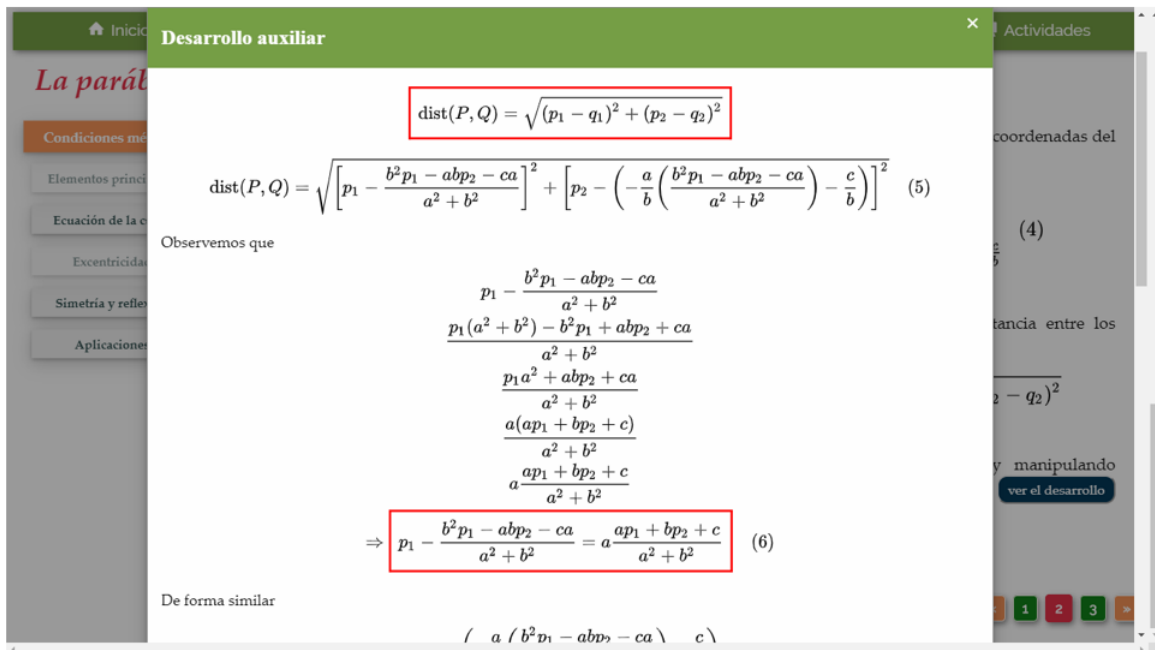 Inicio
Actividades
Desarrollo auxiliar
×
La paráb
Condiciones mé
Elementos princi
Ecuación de la c
Excentricidad
Simetría y reflex
Aplicaciones
dist(P, Q) = √((p₁ − q₁)² + (p₂ − q₂)²)
dist(P, Q) = √([p₁ − (b²p₁ − abp₂ − ca)/(a² + b²)]² + [p₂ − (−a/b ((b²p₁ − abp₂ − ca)/(a² + b²)) − c/b)]²) (5)
Observemos que
p₁ − (b²p₁ − abp₂ − ca)/(a² + b²)
(p₁(a² + b²) − b²p₁ + abp₂ + ca)/(a² + b²)
(p₁a² + abp₂ + ca)/(a² + b²)
(a(ap₁ + bp₂ + c))/(a² + b²)
a (ap₁ + bp₂ + c)/(a² + b²)
⇒ p₁ − (b²p₁ − abp₂ − ca)/(a² + b²) = a (ap₁ + bp₂ + c)/(a² + b²) (6)
De forma similar
( a ( b²p₁ − abp₂ − ca ) c )
coordenadas del
(4)
tancia entre los
₂ − q₂)²
y manipulando
ver el desarrollo
1 2 3 »